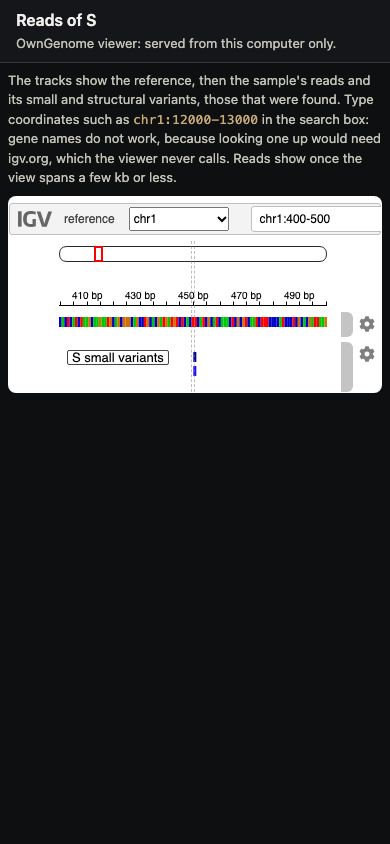 Reads of S
OwnGenome viewer: served from this computer only.
The tracks show the reference, then the sample's reads and
its small and structural variants, those that were found. Type
coordinates such as chr1:12000–13000 in the search box:
gene names do not work, because looking one up would need
igv.org, which the viewer never calls. Reads show once the
view spans a few kb or less.
IGV reference chr1 chr1:400-500
410 bp 430 bp 450 bp 470 bp 490 bp
S small variants